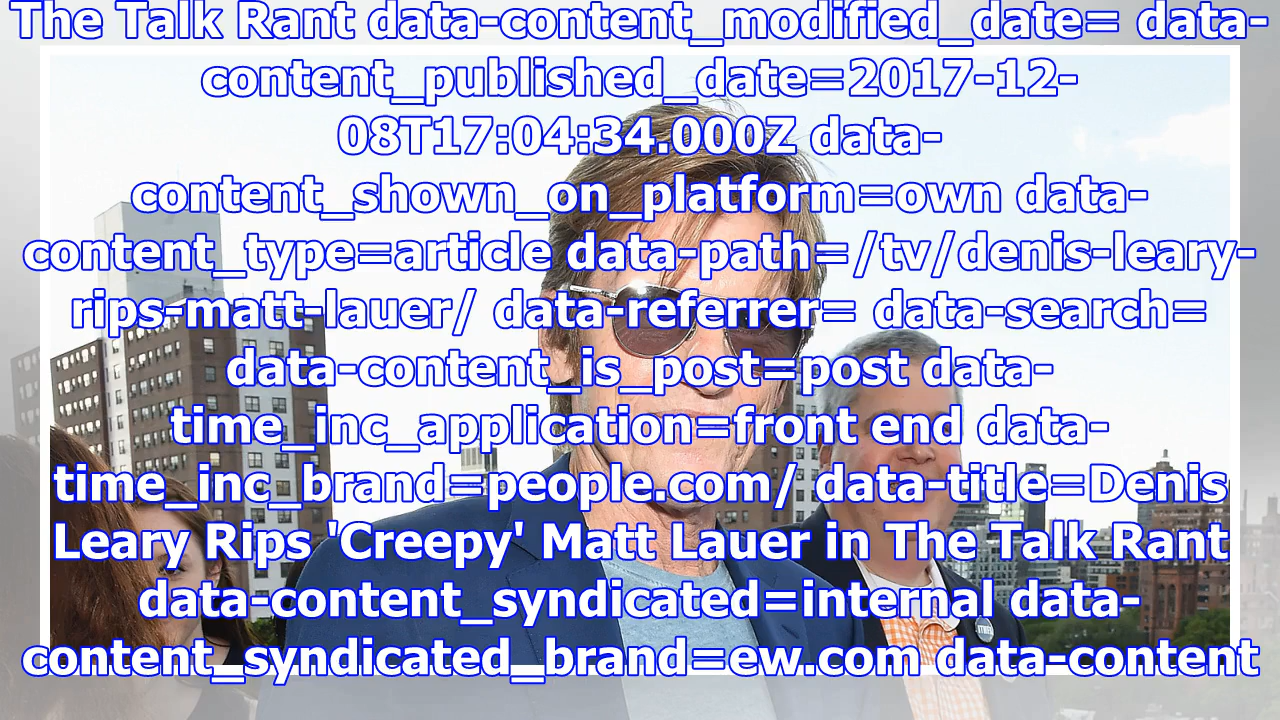 The Talk Rant data-content_modified_date= data-
content_published_date=2017-12-
08T17:04:34.000Z data-
content_shown_on_platform=own data-
content_type=article data-path=/tv/denis-leary-
rips-matt-lauer/ data-referrer= data-search=
data-content_is_post=post data-
time_inc_application=front end data-
time_inc_brand=people.com/ data-title=Denis
Leary Rips 'Creepy' Matt Lauer in The Talk Rant
data-content_syndicated=internal data-
content_syndicated_brand=ew.com data-content